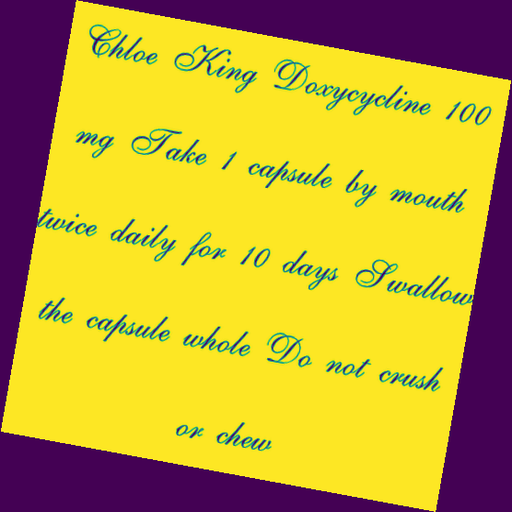 Chloe King Doxycycline 100
mg Take 1 capsule by mouth
twice daily for 10 days Swallow
the capsule whole Do not crush
or chew